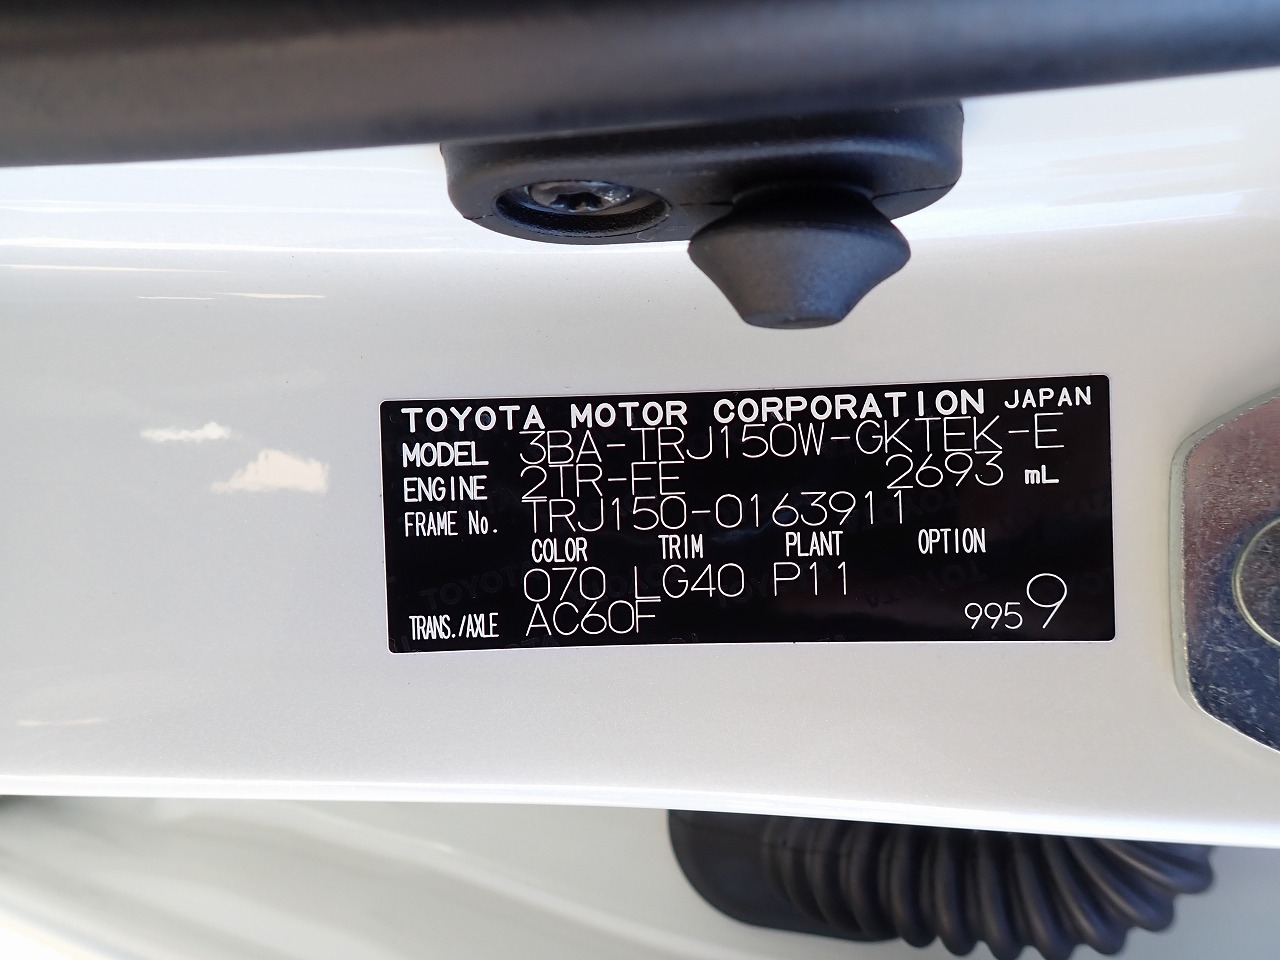 TOYOTA MOTOR CORPORATION JAPAN
MODEL 3BA-TRJ150W-GKTEK-E
ENGINE 2TR-FE 2693 mL
FRAME No. TRJ150-0163911
COLOR TRIM PLANT OPTION
070 LG40 P11
TRANS./AXLE AC60F 9959